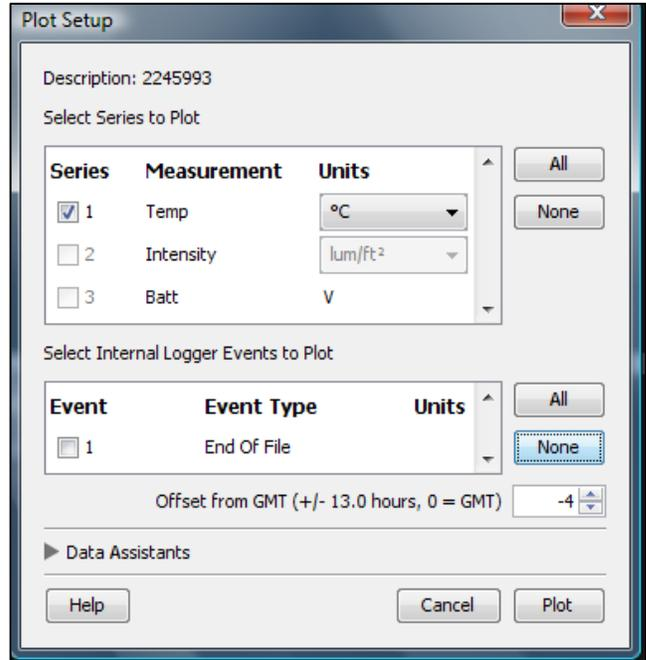 Plot Setup
Description: 2245993
Select Series to Plot
Series Measurement Units All
1 Temp °C None
2 Intensity lum/ft²
3 Batt V
Select Internal Logger Events to Plot
Event Event Type Units All
1 End Of File None
Offset from GMT (+/- 13.0 hours, 0 = GMT) -4
Data Assistants
Help Cancel Plot